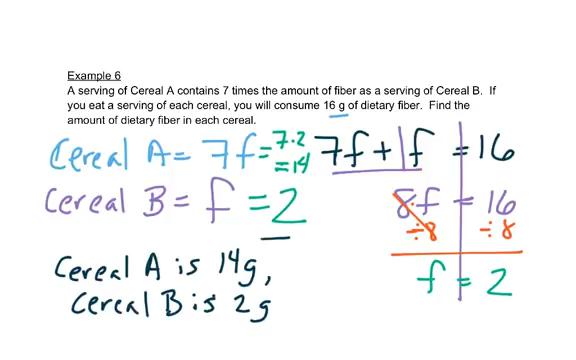 Example 6
A serving of Cereal A contains 7 times the amount of fiber as a serving of Cereal B. If
you eat a serving of each cereal, you will consume 16 g of dietary fiber. Find the
amount of dietary fiber in each cereal.
Cereal A = 7f = 7·2
= 14
7f + 1f = 16
Cereal B = f = 2
8·f = 16
÷8 ÷8
f = 2
Cereal A is 14g,
Cereal B is 2g